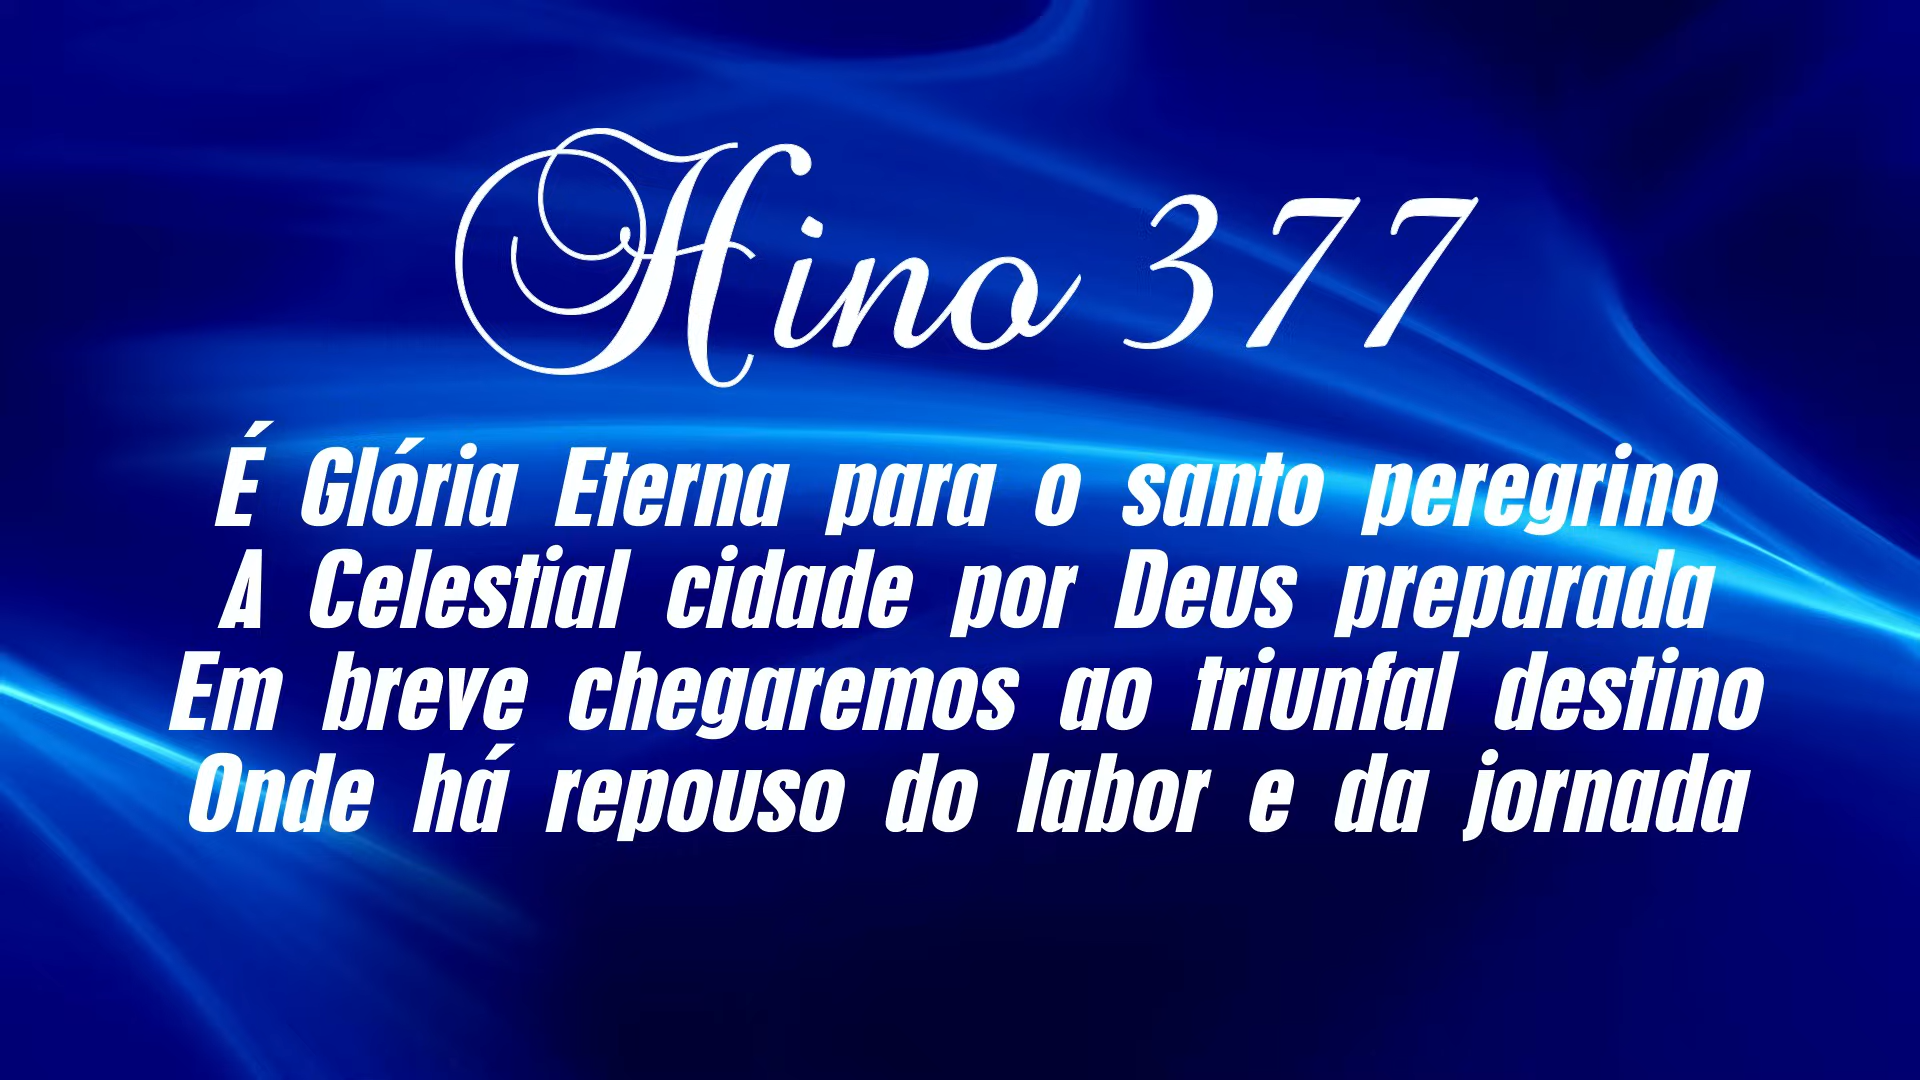 Hino 377
É Glória Eterna para o santo peregrino
A Celestial cidade por Deus preparada
Em breve chegaremos ao triunfal destino
Onde há repouso do labor e da jornada